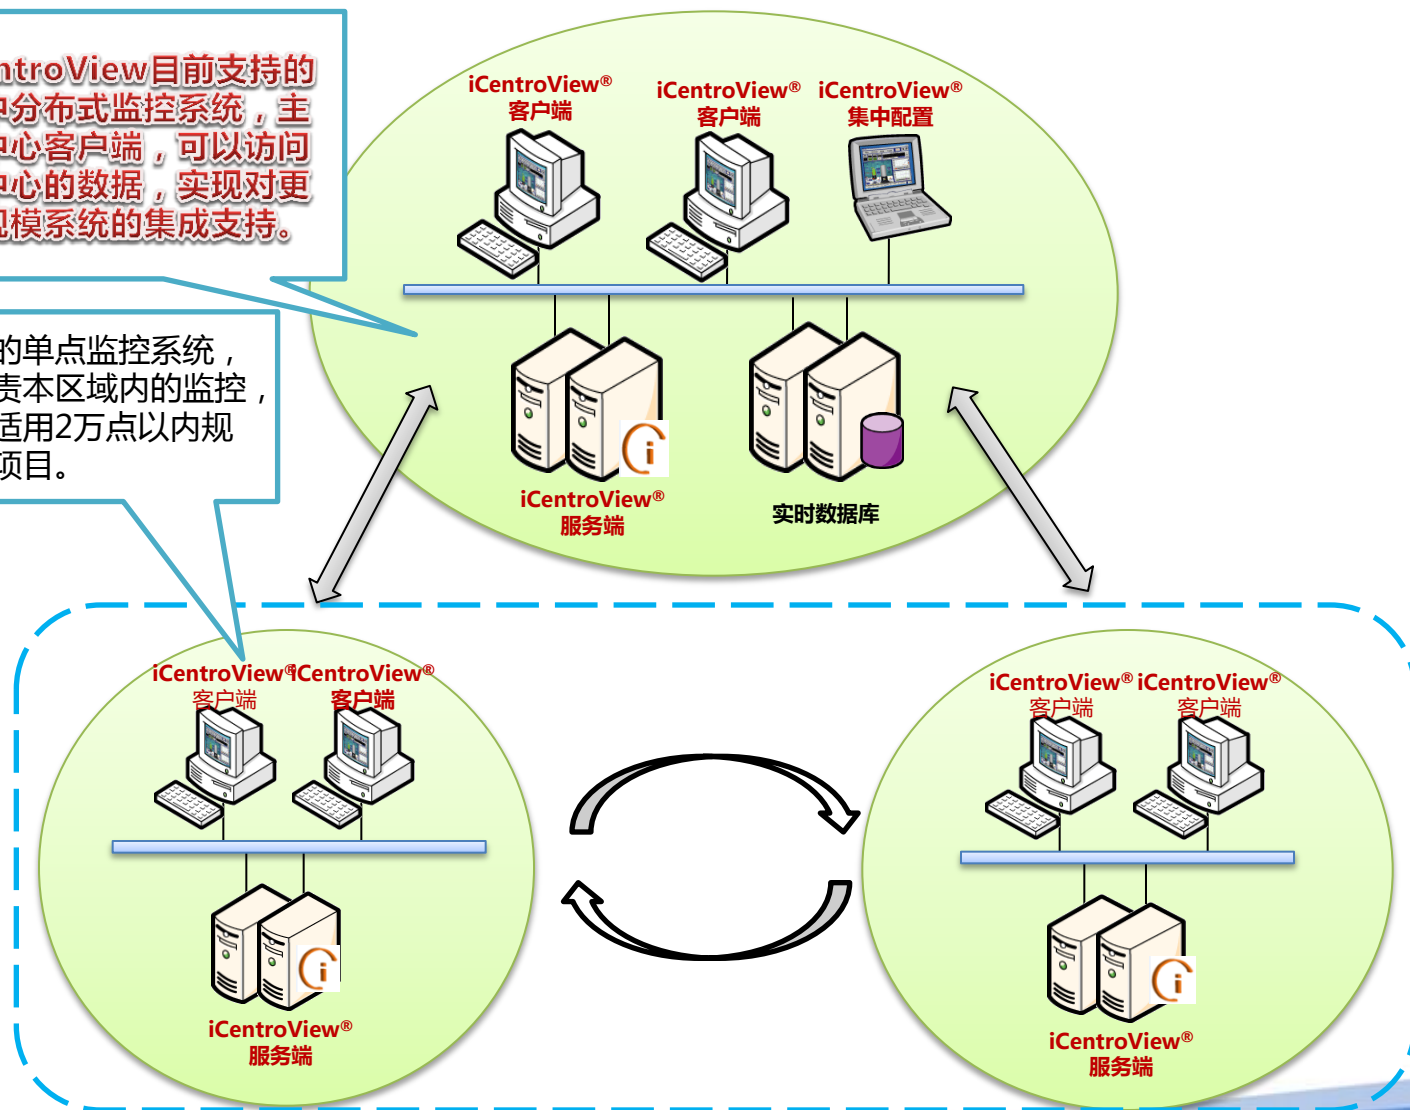 ntroView目前支持的
中分布式监控系统，主
中心客户端，可以访问
中心的数据，实现对更
规模系统的集成支持。
的单点监控系统，
责本区域内的监控，
适用2万点以内规
项目。
iCentroView®
客户端
iCentroView®
客户端
iCentroView®
集中配置
iCentroView®
服务端
实时数据库
iCentroView®
客户端
iCentroView®
客户端
iCentroView®
服务端
iCentroView®
客户端
iCentroView®
客户端
iCentroView®
服务端